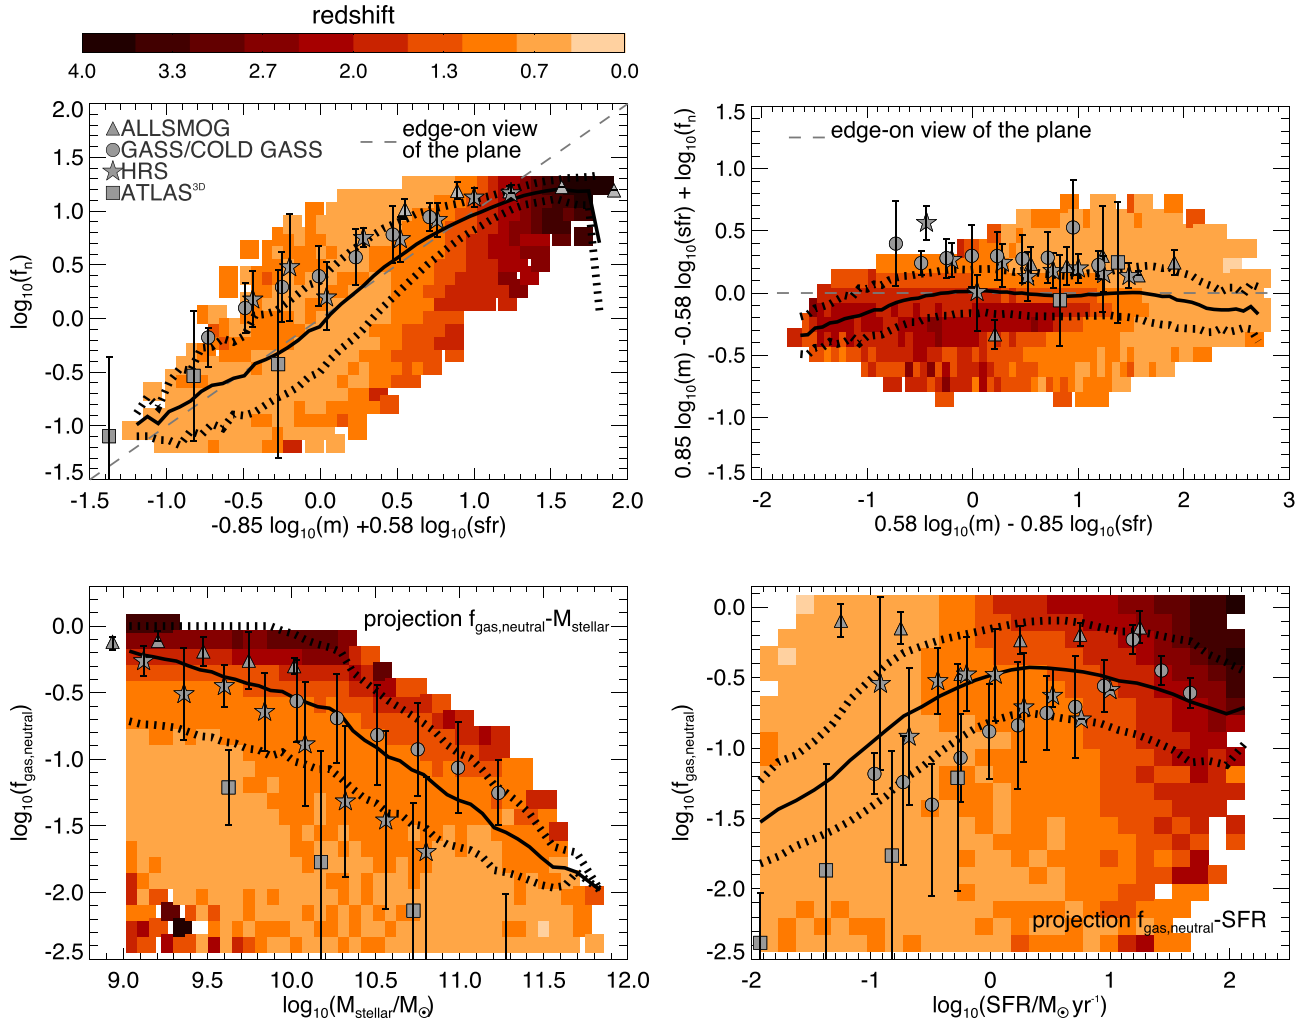 redshift
4.0 3.3 2.7 2.0 1.3 0.7 0.0
2.0
1.5
1.0
0.5
0.0
-0.5
-1.0
-1.5
log₁₀(fₙ)
ALLSMOG
GASS/COLD GASS
HRS
ATLAS³ᴰ
edge-on view
of the plane
-1.5 -1.0 -0.5 0.0 0.5 1.0 1.5 2.0
-0.85 log₁₀(m) +0.58 log₁₀(sfr)
1.5
1.0
0.5
0.0
-0.5
-1.0
-1.5
0.85 log₁₀(m) -0.58 log₁₀(sfr) + log₁₀(fₙ)
edge-on view of the plane
-2 -1 0 1 2 3
0.58 log₁₀(m) - 0.85 log₁₀(sfr)
0.0
-0.5
-1.0
-1.5
-2.0
-2.5
log₁₀(f_gas,neutral)
projection f_gas,neutral-M_stellar
9.0 9.5 10.0 10.5 11.0 11.5 12.0
log₁₀(M_stellar/M☉)
0.0
-0.5
-1.0
-1.5
-2.0
-2.5
log₁₀(f_gas,neutral)
projection f_gas,neutral-SFR
-2 -1 0 1 2
log₁₀(SFR/M☉ yr⁻¹)